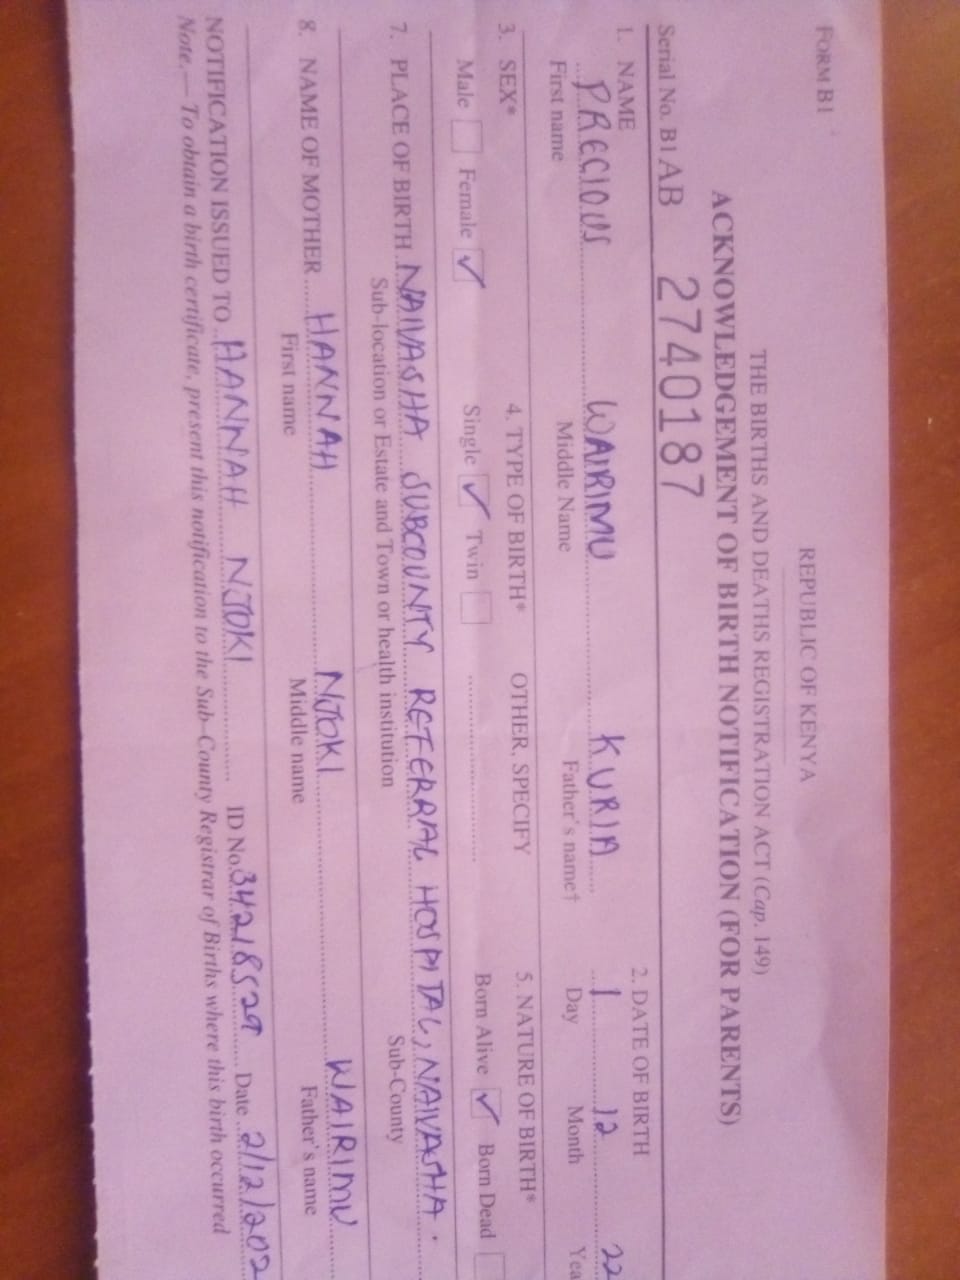 FORM B1
REPUBLIC OF KENYA
THE BIRTHS AND DEATHS REGISTRATION ACT (Cap. 149)
ACKNOWLEDGEMENT OF BIRTH NOTIFICATION (FOR PARENTS)
Serial No. B1 AB 2740187
1. NAME 2. DATE OF BIRTH
PRECIOUS WAIRIMU KURIA 1 12 22
First name Middle Name Father's name† Day Month Yea
3. SEX* 4. TYPE OF BIRTH* OTHER, SPECIFY 5. NATURE OF BIRTH*
Male Female ✓ Single ✓ Twin Born Alive ✓ Born Dead
7. PLACE OF BIRTH NAIVASHA SUBCOUNTY REFERRAL HOSPITAL, NAIVASHA.
Sub-location or Estate and Town or health institution Sub-County
8. NAME OF MOTHER HANNAH NJOKI WAIRIMU
First name Middle name Father's name
NOTIFICATION ISSUED TO HANNAH NJOKI ID No. 34218529 Date 2/12/202
Note.—To obtain a birth certificate, present this notification to the Sub-County Registrar of Births where this birth occurred